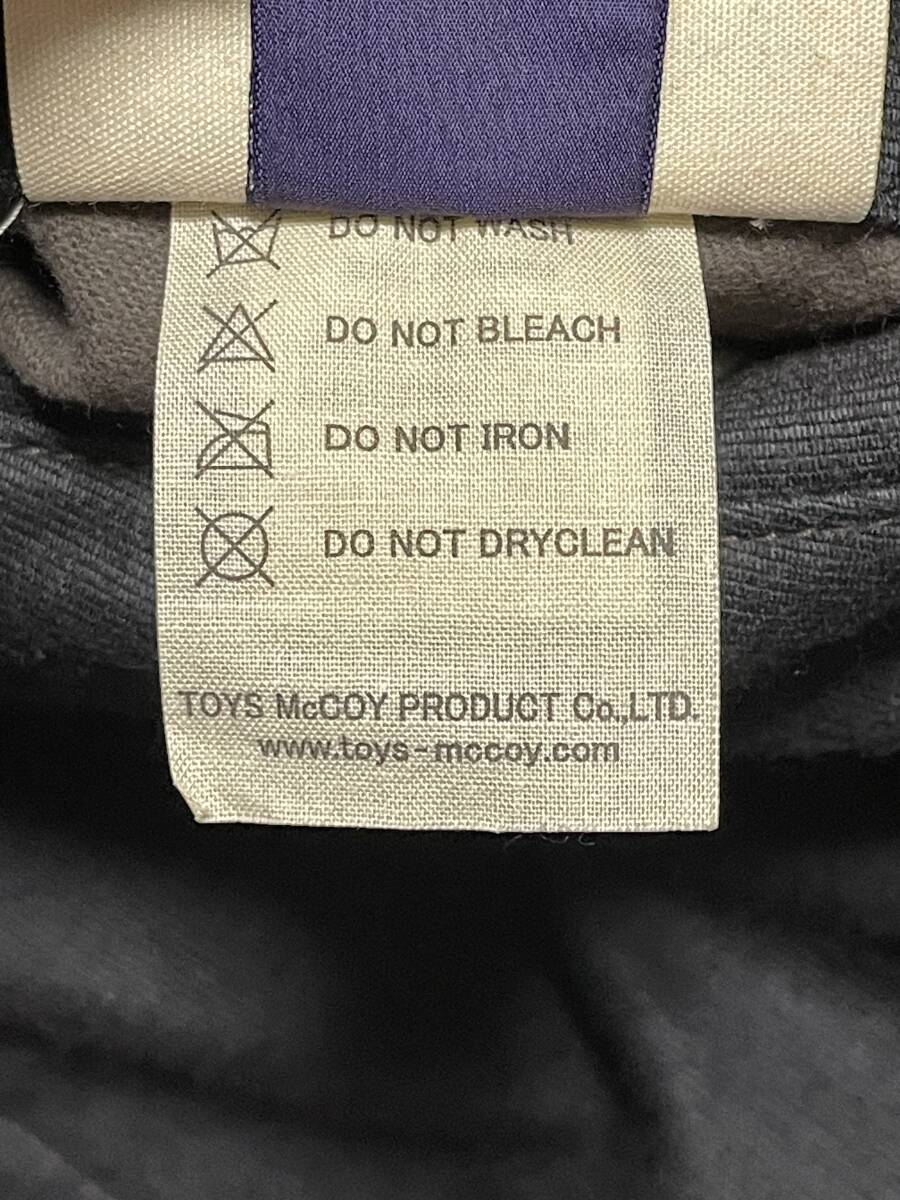 DO NOT WASH
DO NOT BLEACH
DO NOT IRON
DO NOT DRYCLEAN
TOYS McCOY PRODUCT Co.,LTD.
www.toys-mccoy.com